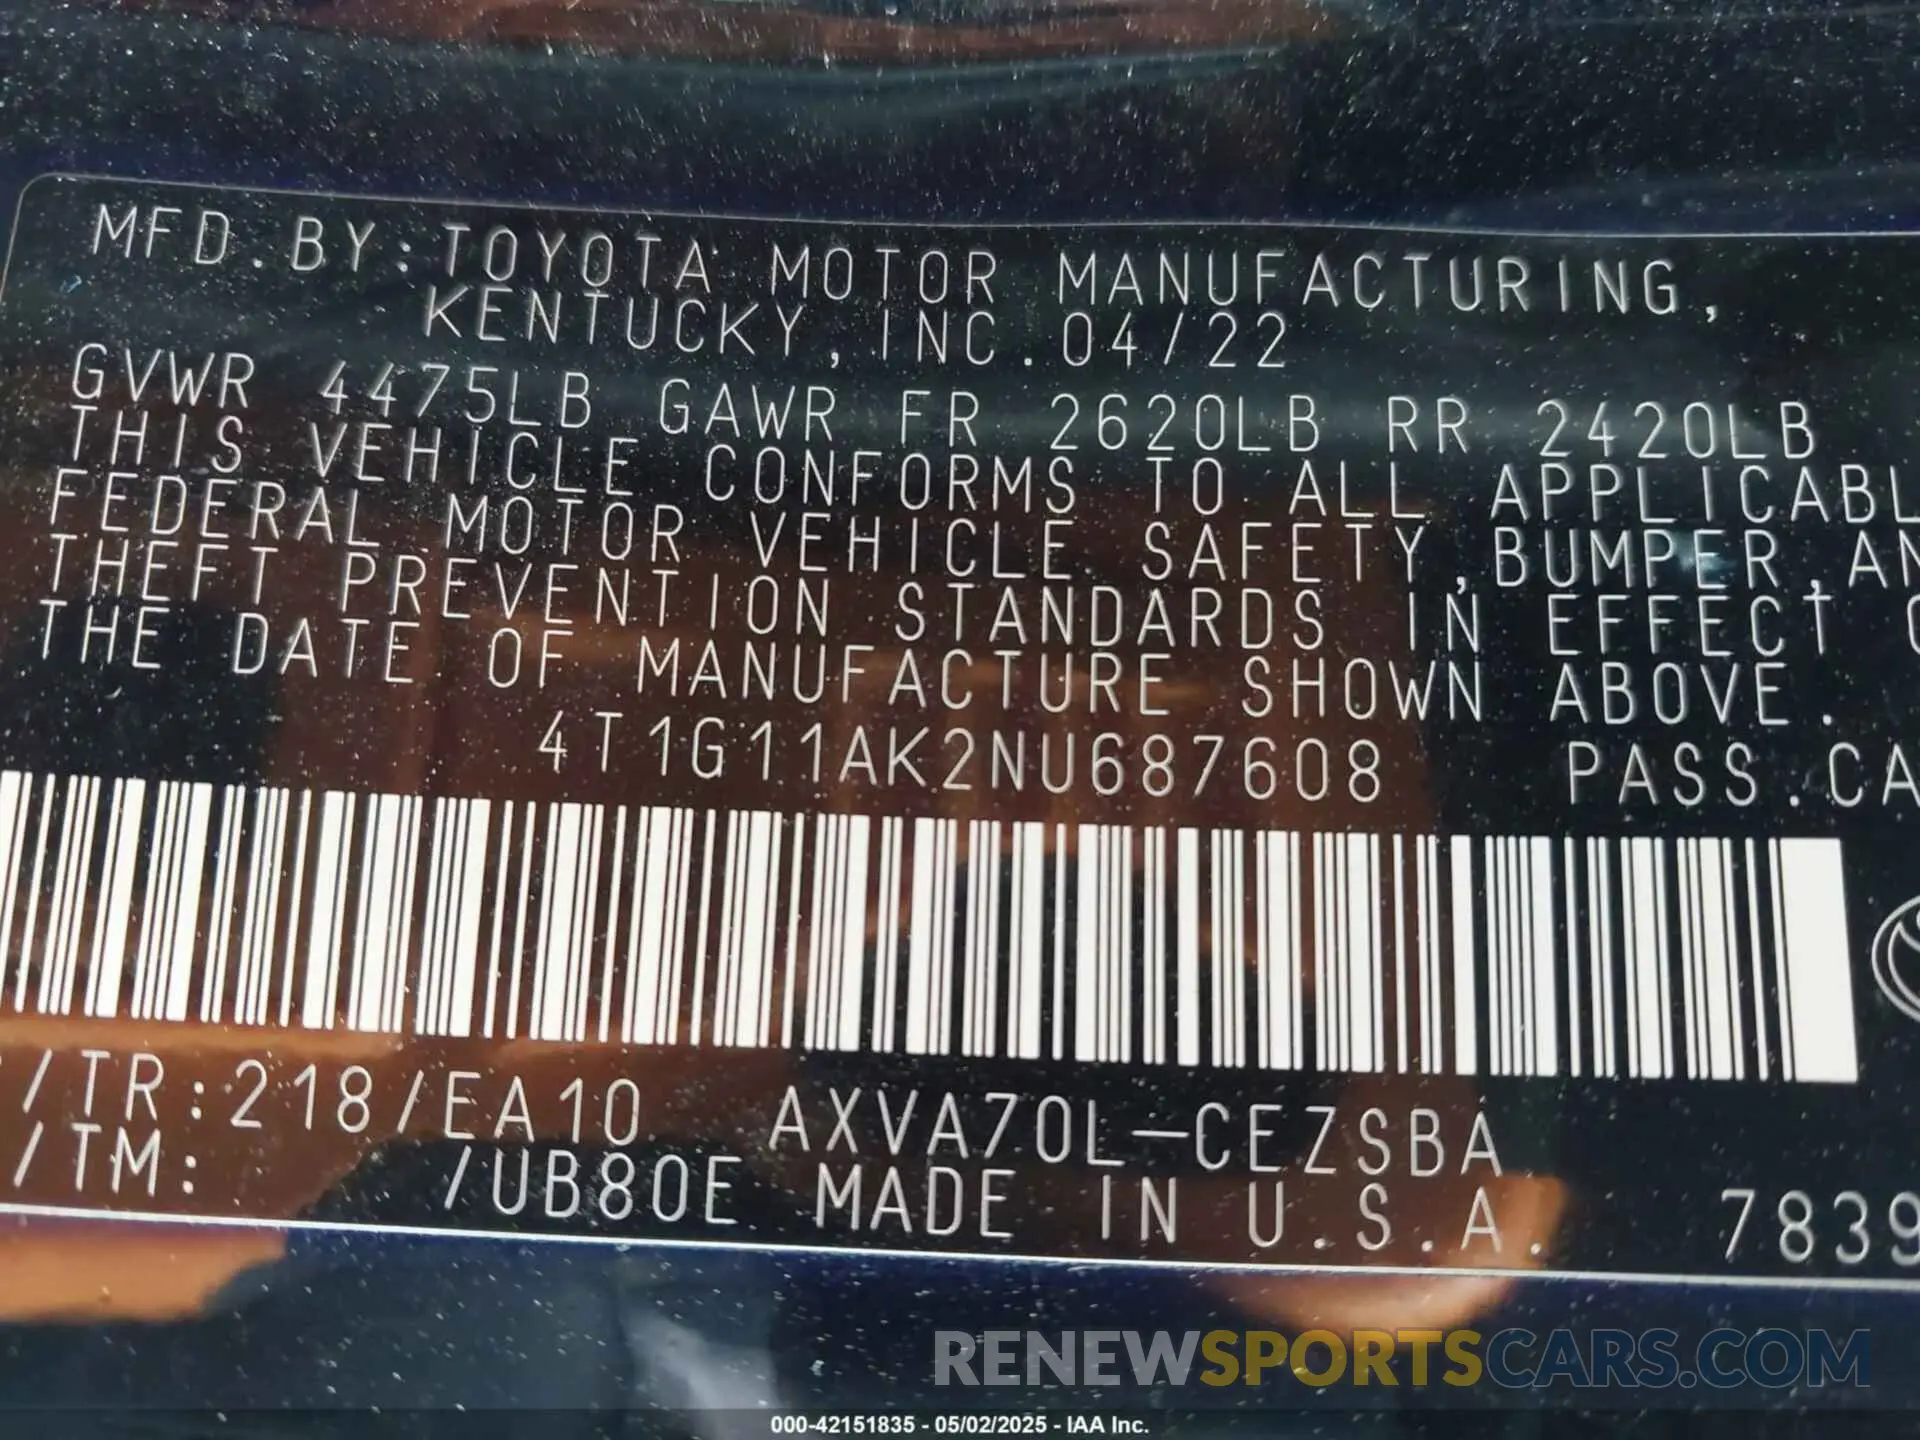 MFD.BY:TOYOTA MOTOR MANUFACTURING,
KENTUCKY,INC.04/22
GVWR 4475LB GAWR FR 2620LB RR 2420LB
THIS VEHICLE CONFORMS TO ALL APPLICABL
FEDERAL MOTOR VEHICLE SAFETY,BUMPER,AN
THEFT PREVENTION STANDARDS IN EFFECT O
THE DATE OF MANUFACTURE SHOWN ABOVE.
4T1G11AK2NU687608 PASS.CA
/TR:218/EA10 AXVA70L-CEZSBA
/TM: /UB80E MADE IN U.S.A. 7839
RENEWSPORTSCARS.COM
000-42151835 - 05/02/2025 - IAA Inc.